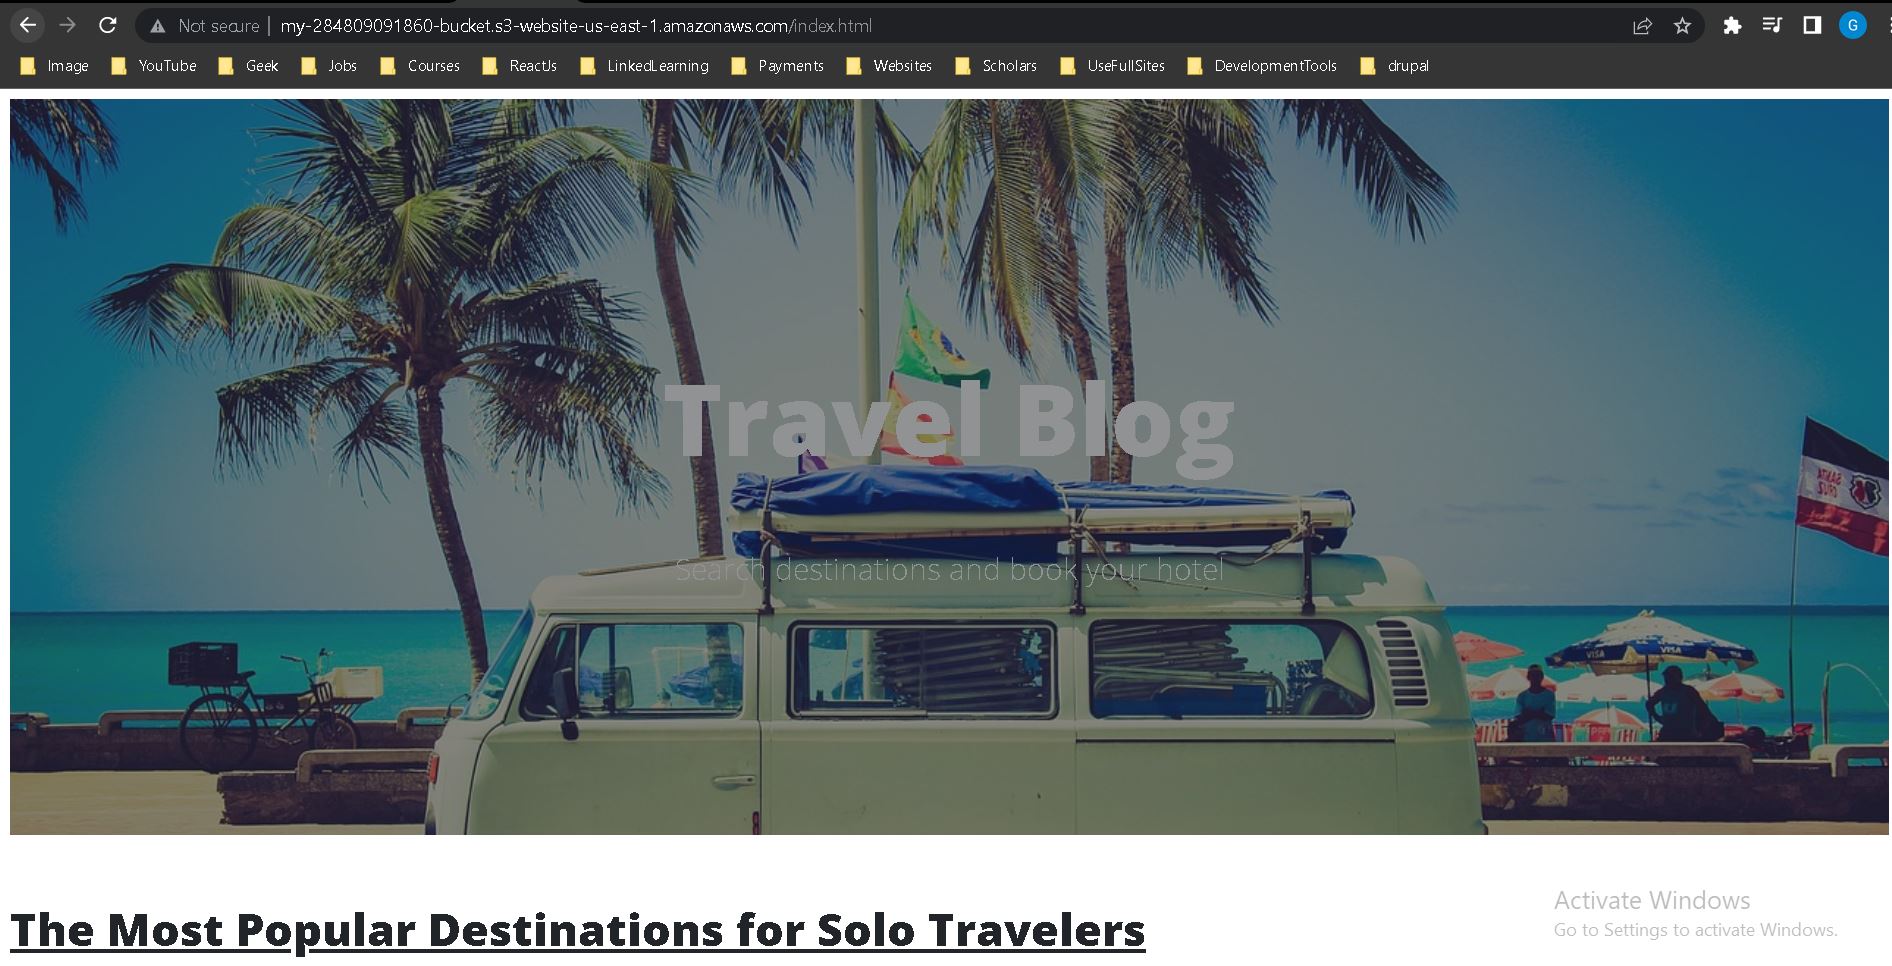 Not secure | my-284809091860-bucket.s3-website-us-east-1.amazonaws.com/index.html
G
Image YouTube Geek Jobs Courses ReactJs LinkedLearning Payments Websites Scholars UseFullSites DevelopmentTools drupal
Travel Blog
Search destinations and book your hotel
VISA VISA
The Most Popular Destinations for Solo Travelers
Activate Windows
Go to Settings to activate Windows.